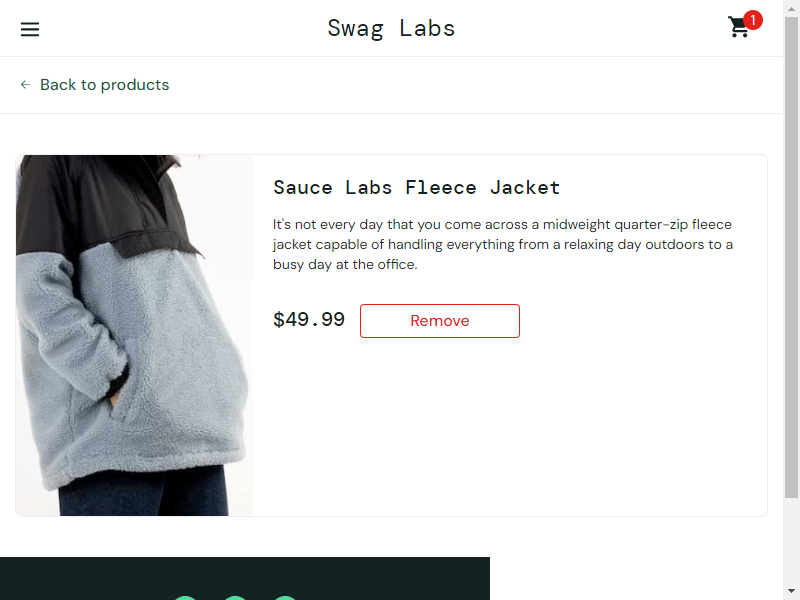 Swag Labs
1
Back to products
Sauce Labs Fleece Jacket
It's not every day that you come across a midweight quarter-zip fleece
jacket capable of handling everything from a relaxing day outdoors to a
busy day at the office.
$49.99
Remove